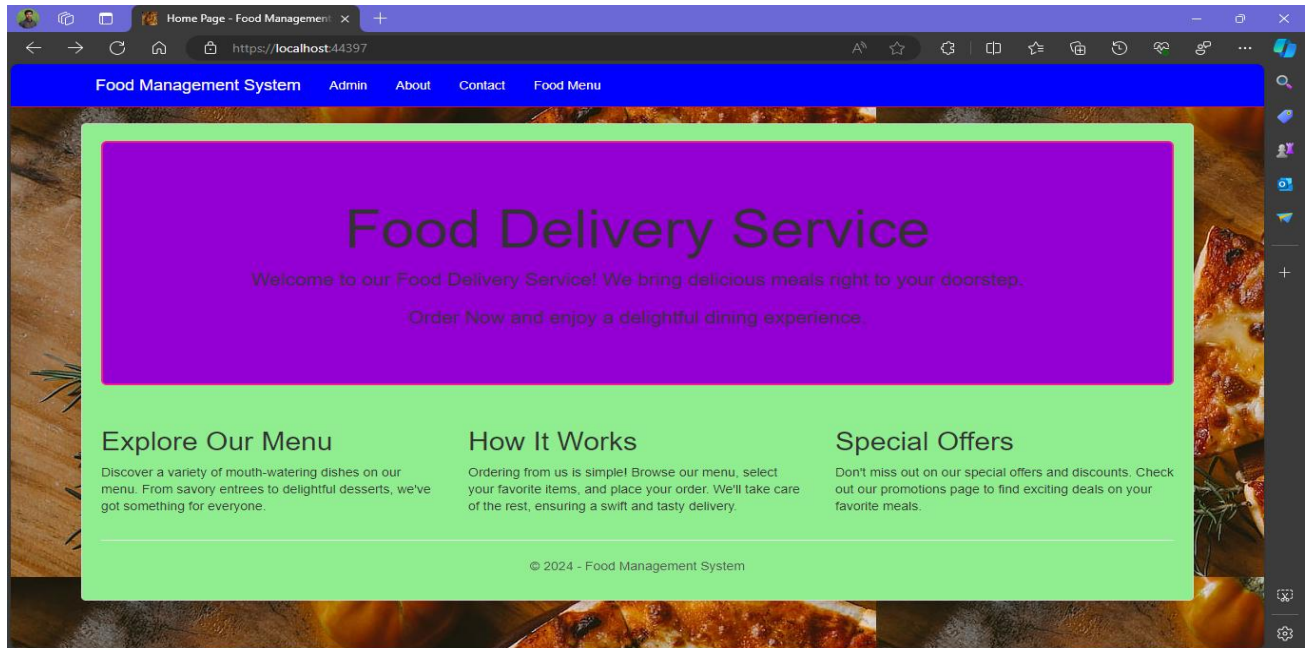 Home Page - Food Management
https://localhost:44397
Food Management System Admin About Contact Food Menu
Food Delivery Service
Welcome to our Food Delivery Service! We bring delicious meals right to your doorstep.
Order Now and enjoy a delightful dining experience.
Explore Our Menu
Discover a variety of mouth-watering dishes on our
menu. From savory entrees to delightful desserts, we've
got something for everyone.
How It Works
Ordering from us is simple! Browse our menu, select
your favorite items, and place your order. We'll take care
of the rest, ensuring a swift and tasty delivery.
Special Offers
Don't miss out on our special offers and discounts. Check
out our promotions page to find exciting deals on your
favorite meals.
© 2024 - Food Management System